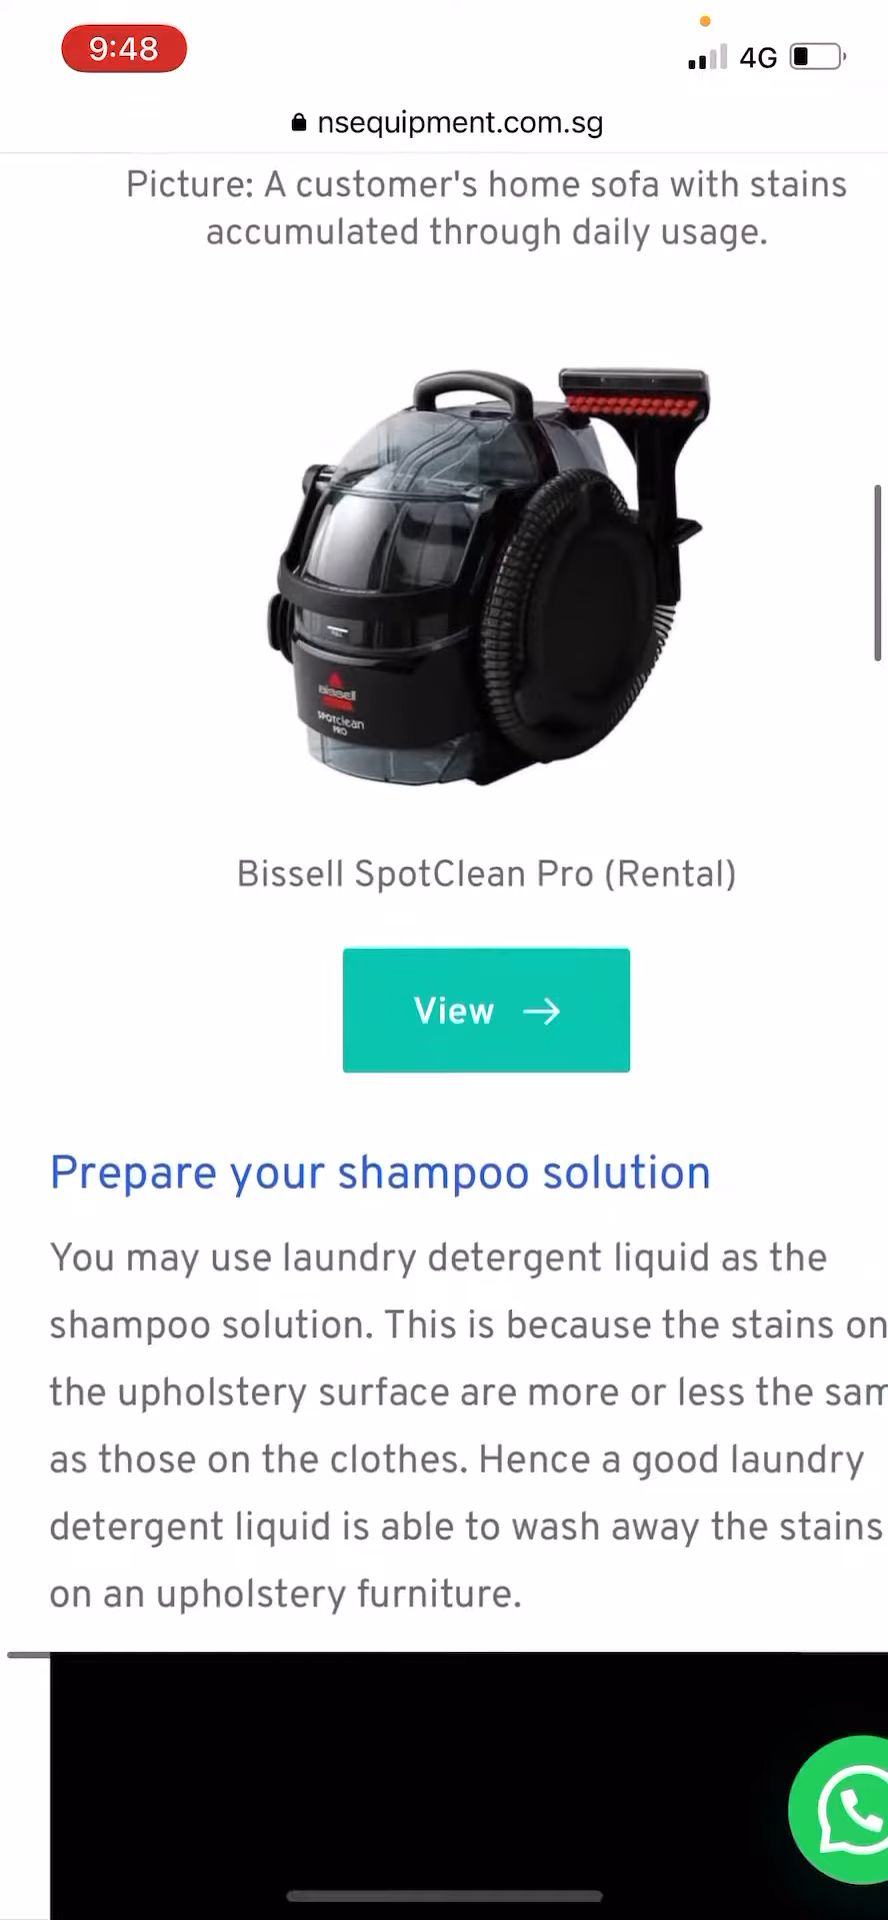 9:48
4G
nsequipment.com.sg
Picture: A customer's home sofa with stains
accumulated through daily usage.
Bissell
SPOTclean
PRO
Bissell SpotClean Pro (Rental)
View →
Prepare your shampoo solution
You may use laundry detergent liquid as the
shampoo solution. This is because the stains on
the upholstery surface are more or less the sam
as those on the clothes. Hence a good laundry
detergent liquid is able to wash away the stains
on an upholstery furniture.